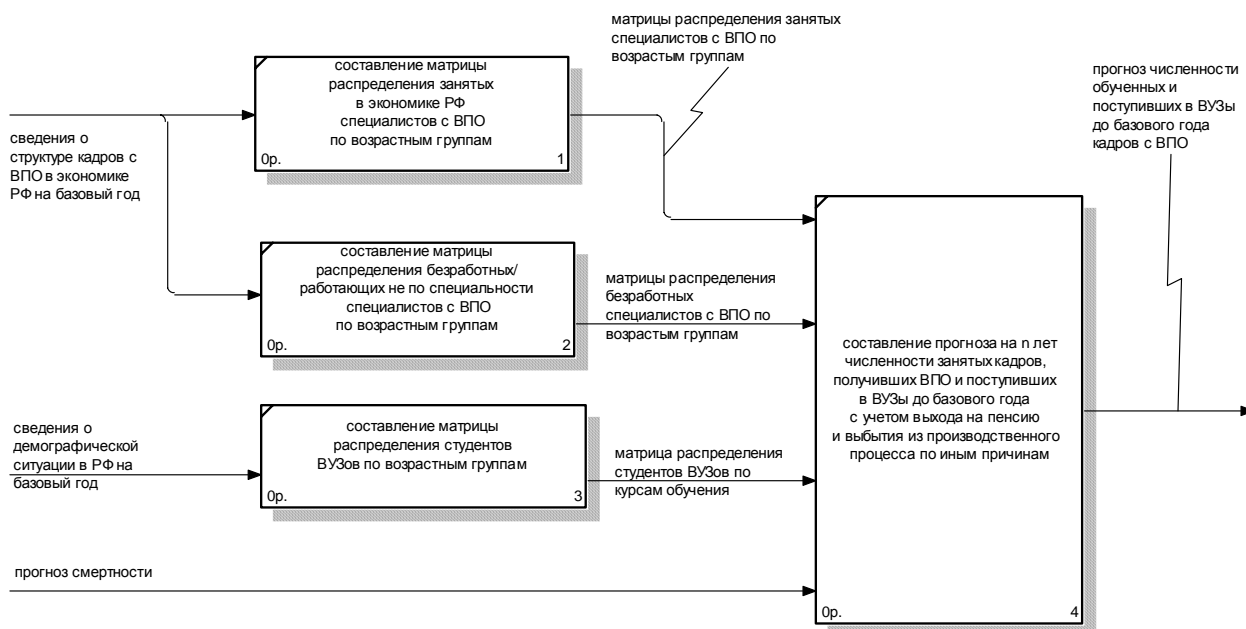 матрицы распределения занятых
специалистов с ВПО по
возрастым группам
составление матрицы
распределения занятых
в экономике РФ
специалистов с ВПО
по возрастным группам
0р.
1
прогноз численности
обученных и
поступивших в ВУЗы
до базового года
кадров с ВПО
сведения о
структуре кадров с
ВПО в экономике
РФ на базовый год
составление матрицы
распределения безработных/
работающих не по специальности
специалистов с ВПО
по возрастным группам
0р.
2
матрицы распределения
безработных
специалистов с ВПО по
возрастым группам
составление прогноза на n лет
численности занятых кадров,
получивших ВПО и поступивших
в ВУЗы до базового года
с учетом выхода на пенсию
и выбытия из производственного
процесса по иным причинам
0р.
4
сведения о
демографической
ситуации в РФ на
базовый год
составление матрицы
распределения студентов
ВУЗов по возрастным группам
0р.
3
матрица распределения
студентов ВУЗов по
курсам обучения
прогноз смертности